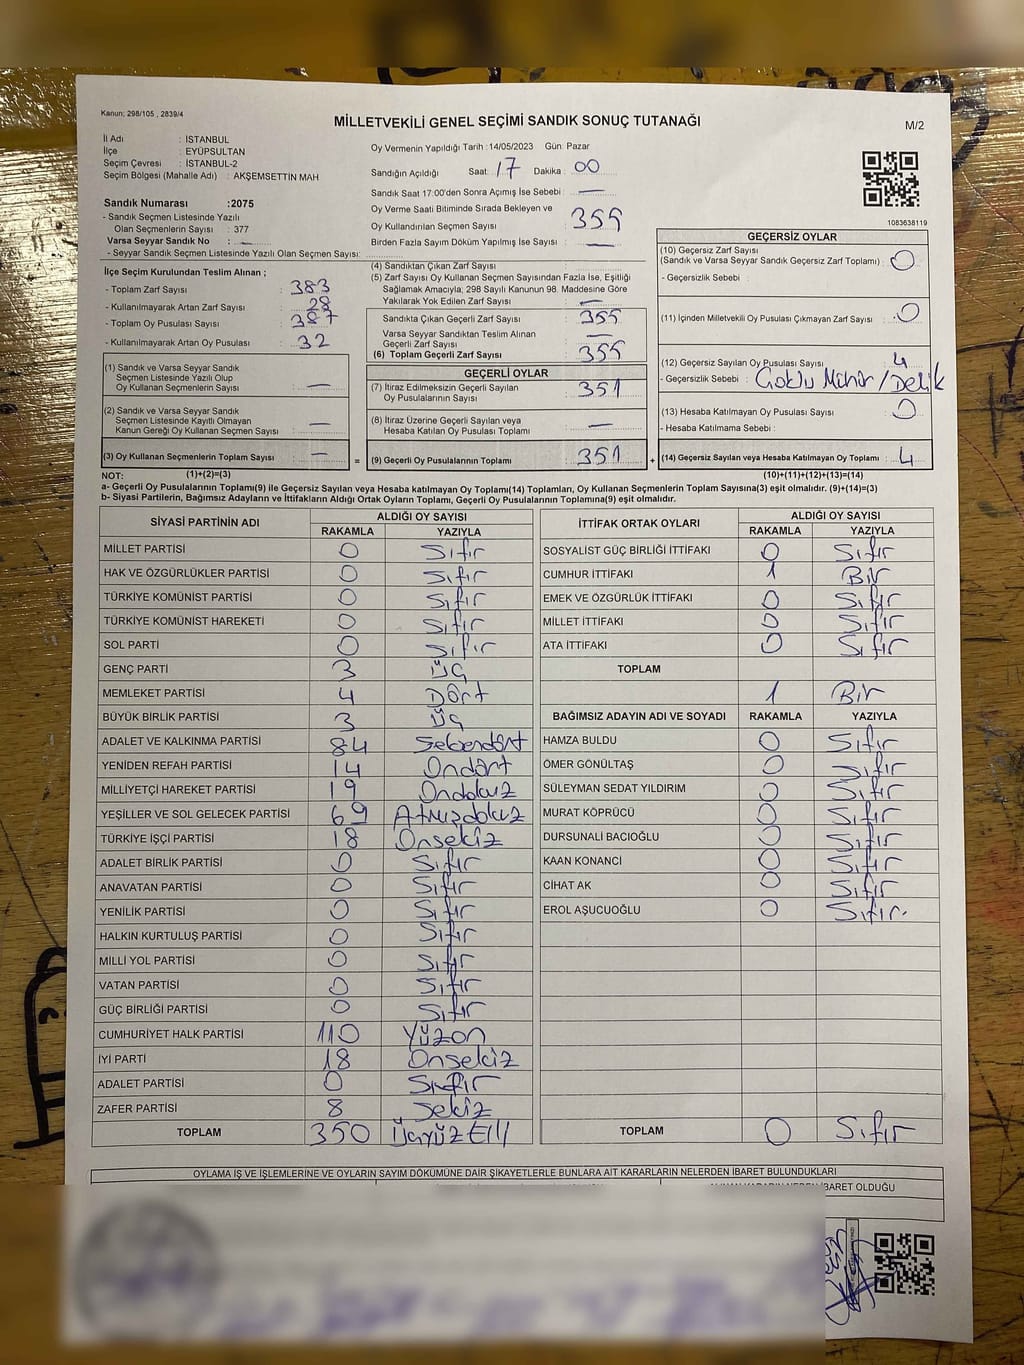 Kanun: 298/105 , 2839/4
MİLLETVEKİLİ GENEL SEÇİMİ SANDIK SONUÇ TUTANAĞI
M/2
İl Adı : İSTANBUL
İlçe : EYÜPSULTAN
Seçim Çevresi : İSTANBUL-2
Seçim Bölgesi (Mahalle Adı) : AKŞEMSETTİN MAH
Sandık Numarası : 2075
- Sandık Seçmen Listesinde Yazılı
Olan Seçmenlerin Sayısı : 377
Varsa Seyyar Sandık No : —
- Seyyar Sandık Seçmen Listesinde Yazılı Olan Seçmen Sayısı:
Oy Vermenin Yapıldığı Tarih : 14/05/2023 Gün: Pazar
Sandığın Açıldığı Saat : 17 Dakika : 00
Sandık Saat 17:00'den Sonra Açımış İse Sebebi : —
Oy Verme Saati Bitiminde Sırada Bekleyen ve
Oy Kullandırılan Seçmen Sayısı : 355
Birden Fazla Sayım Döküm Yapılmış İse Sayısı : —
1083638119
İlçe Seçim Kurulundan Teslim Alınan ;
- Toplam Zarf Sayısı : 383
- Kullanılmayarak Artan Zarf Sayısı : 28
- Toplam Oy Pusulası Sayısı : 387
- Kullanılmayarak Artan Oy Pusulası : 32
(1) Sandık ve Varsa Seyyar Sandık
Seçmen Listesinde Yazılı Olup
Oy Kullanan Seçmenlerin Sayısı : —
(2) Sandık ve Varsa Seyyar Sandık
Seçmen Listesinde Kayıtlı Olmayan
Kanun Gereği Oy Kullanan Seçmen Sayısı : —
(3) Oy Kullanan Seçmenlerin Toplam Sayısı : —
(1)+(2)=(3)
(4) Sandıktan Çıkan Zarf Sayısı :
(5) Zarf Sayısı Oy Kullanan Seçmen Sayısından Fazla İse, Eşitliği
Sağlamak Amacıyla; 298 Sayılı Kanunun 98. Maddesine Göre
Yakılarak Yok Edilen Zarf Sayısı : —
Sandıkta Çıkan Geçerli Zarf Sayısı : 355
Varsa Seyyar Sandıktan Teslim Alınan
Geçerli Zarf Sayısı : —
(6) Toplam Geçerli Zarf Sayısı : 355
GEÇERLİ OYLAR
(7) İtiraz Edilmeksizin Geçerli Sayılan
Oy Pusulalarının Sayısı : 351
(8) İtiraz Üzerine Geçerli Sayılan veya
Hesaba Katılan Oy Pusulası Toplamı : —
= (9) Geçerli Oy Pusulalarının Toplamı : 351
GEÇERSİZ OYLAR
(10) Geçersiz Zarf Sayısı
(Sandık ve Varsa Seyyar Sandık Geçersiz Zarf Toplamı) : 0
- Geçersizlik Sebebi :
(11) İçinden Milletvekili Oy Pusulası Çıkmayan Zarf Sayısı : 0
(12) Geçersiz Sayılan Oy Pusulası Sayısı : 4
- Geçersizlik Sebebi : Çoklu Mühür/Delik
(13) Hesaba Katılmayan Oy Pusulası Sayısı : 0
- Hesaba Katılmama Sebebi :
+ (14) Geçersiz Sayılan veya Hesaba Katılmayan Oy Toplamı : 4
(10)+(11)+(12)+(13)=(14)
NOT:
a- Geçerli Oy Pusulalarının Toplamı(9) ile Geçersiz Sayılan veya Hesaba katılmayan Oy Toplamı(14) Toplamları, Oy Kullanan Seçmenlerin Toplam Sayısına(3) eşit olmalıdır. (9)+(14)=(3)
b- Siyasi Partilerin, Bağımsız Adayların ve İttifakların Aldığı Ortak Oyların Toplamı, Geçerli Oy Pusulalarının Toplamına(9) eşit olmalıdır.
SİYASİ PARTİNİN ADI ALDIĞI OY SAYISI
RAKAMLA YAZIYLA
MİLLET PARTİSİ 0 Sıfır
HAK VE ÖZGÜRLÜKLER PARTİSİ 0 Sıfır
TÜRKİYE KOMÜNİST PARTİSİ 0 Sıfır
TÜRKİYE KOMÜNİST HAREKETİ 0 Sıfır
SOL PARTİ 0 Sıfır
GENÇ PARTİ 3 Üç
MEMLEKET PARTİSİ 4 Dört
BÜYÜK BİRLİK PARTİSİ 3 Üç
ADALET VE KALKINMA PARTİSİ 84 Seksendört
YENİDEN REFAH PARTİSİ 14 Ondört
MİLLİYETÇİ HAREKET PARTİSİ 19 Ondokuz
YEŞİLLER VE SOL GELECEK PARTİSİ 69 Atmışdokuz
TÜRKİYE İŞÇİ PARTİSİ 18 Onsekiz
ADALET BİRLİK PARTİSİ 0 Sıfır
ANAVATAN PARTİSİ 0 Sıfır
YENİLİK PARTİSİ 0 Sıfır
HALKIN KURTULUŞ PARTİSİ 0 Sıfır
MİLLİ YOL PARTİSİ 0 Sıfır
VATAN PARTİSİ 0 Sıfır
GÜÇ BİRLİĞİ PARTİSİ 0 Sıfır
CUMHURİYET HALK PARTİSİ 110 Yüzon
İYİ PARTİ 18 Onsekiz
ADALET PARTİSİ 0 Sıfır
ZAFER PARTİSİ 8 Sekiz
TOPLAM 350 Üçyüz Elli
İTTİFAK ORTAK OYLARI ALDIĞI OY SAYISI
RAKAMLA YAZIYLA
SOSYALİST GÜÇ BİRLİĞİ İTTİFAKI 0 Sıfır
CUMHUR İTTİFAKI 1 Bir
EMEK VE ÖZGÜRLÜK İTTİFAKI 0 Sıfır
MİLLET İTTİFAKI 0 Sıfır
ATA İTTİFAKI 0 Sıfır
TOPLAM
1 Bir
BAĞIMSIZ ADAYIN ADI VE SOYADI RAKAMLA YAZIYLA
HAMZA BULDU 0 Sıfır
ÖMER GÖNÜLTAŞ 0 Sıfır
SÜLEYMAN SEDAT YILDIRIM 0 Sıfır
MURAT KÖPRÜCÜ 0 Sıfır
DURSUNALİ BACIOĞLU 0 Sıfır
KAAN KONANCİ 0 Sıfır
CİHAT AK 0 Sıfır
EROL AŞUCUOĞLU 0 Sıfır.
TOPLAM 0 Sıfır
OYLAMA İŞ VE İŞLEMLERİNE VE OYLARIN SAYIM DÖKÜMÜNE DAİR ŞİKAYETLERLE BUNLARA AİT KARARLARIN NELERDEN İBARET BULUNDUKLARI
İBARET OLDUĞU